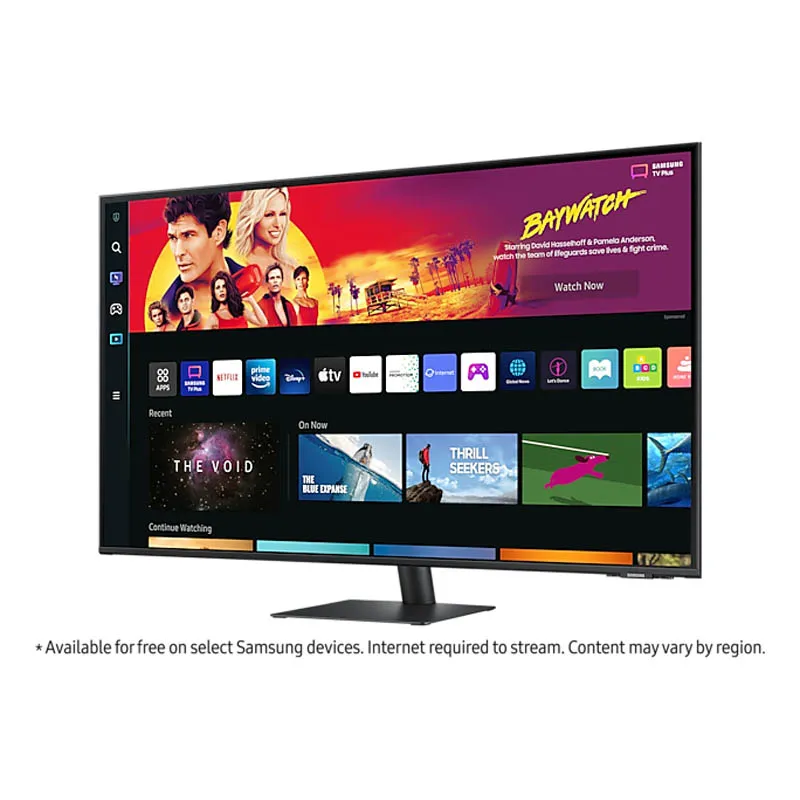 SAMSUNG
TV Plus
BAYWATCH
Starring David Hasselhoff & Pamela Anderson,
watch the team of lifeguards save lives & fight crime.
Watch Now
Sponsored
APPS
SAMSUNG
TV Plus
NETFLIX
prime
video
Disney+
tv
YouTube
PROMOTION
Internet
Global News
Let's Dance
BOOK
KIDS
Recent
On Now
THE VOID
THE
BLUE EXPANSE
THRILL
SEEKERS
Continue Watching
SAMSUNG
* Available for free on select Samsung devices. Internet required to stream. Content may vary by region.